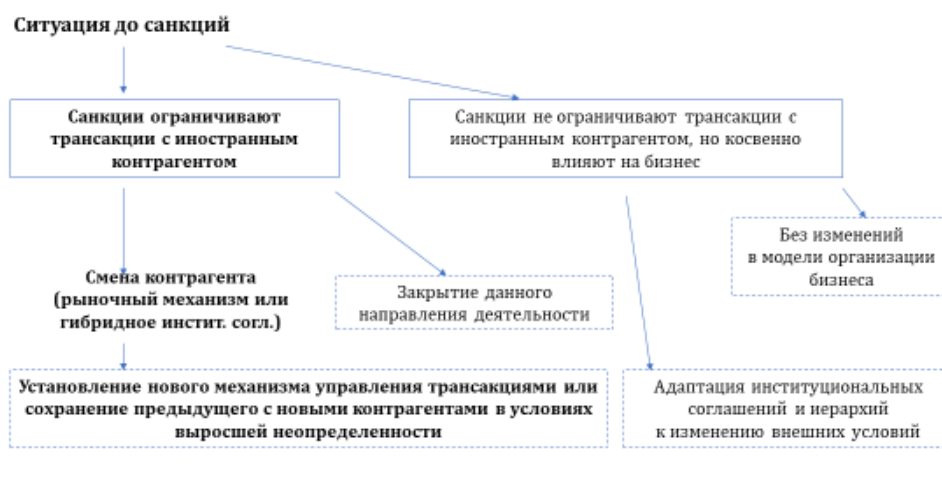 Ситуация до санкций
Санкции ограничивают
трансакции с иностранным
контрагентом
Санкции не ограничивают трансакции с
иностранным контрагентом, но косвенно
влияют на бизнес
Без изменений
в модели организации
бизнеса
Смена контрагента
(рыночный механизм или
гибридное инстит. согл.)
Закрытие данного
направления деятельности
Установление нового механизма управления трансакциями или
сохранение предыдущего с новыми контрагентами в условиях
выросшей неопределенности
Адаптация институциональных
соглашений и иерархий
к изменению внешних условий